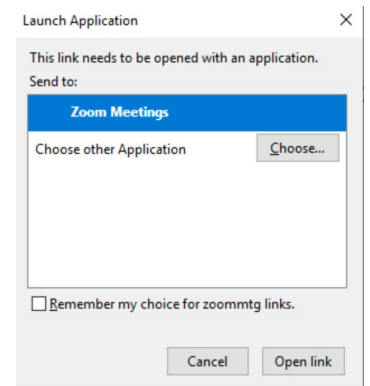 Launch Application
This link needs to be opened with an application.
Send to:
Zoom Meetings
Choose other Application
Choose...
Remember my choice for zoommtg links.
Cancel
Open link